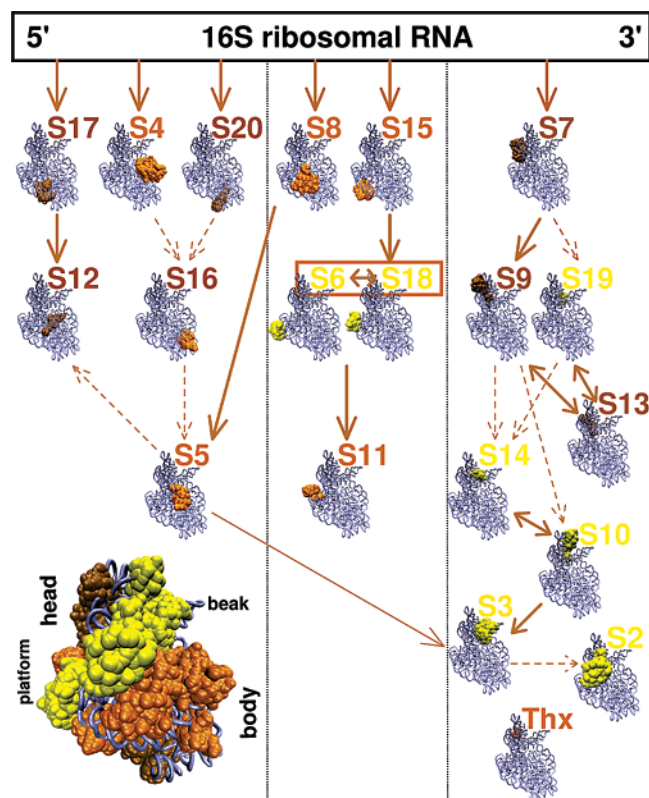 5' 16S ribosomal RNA 3'
S17 S4 S20 S8 S15 S7
S12 S16 S6 S18 S9 S19
S13
S5 S11 S14
S10
S3
S2
Thx
head
beak
platform
body